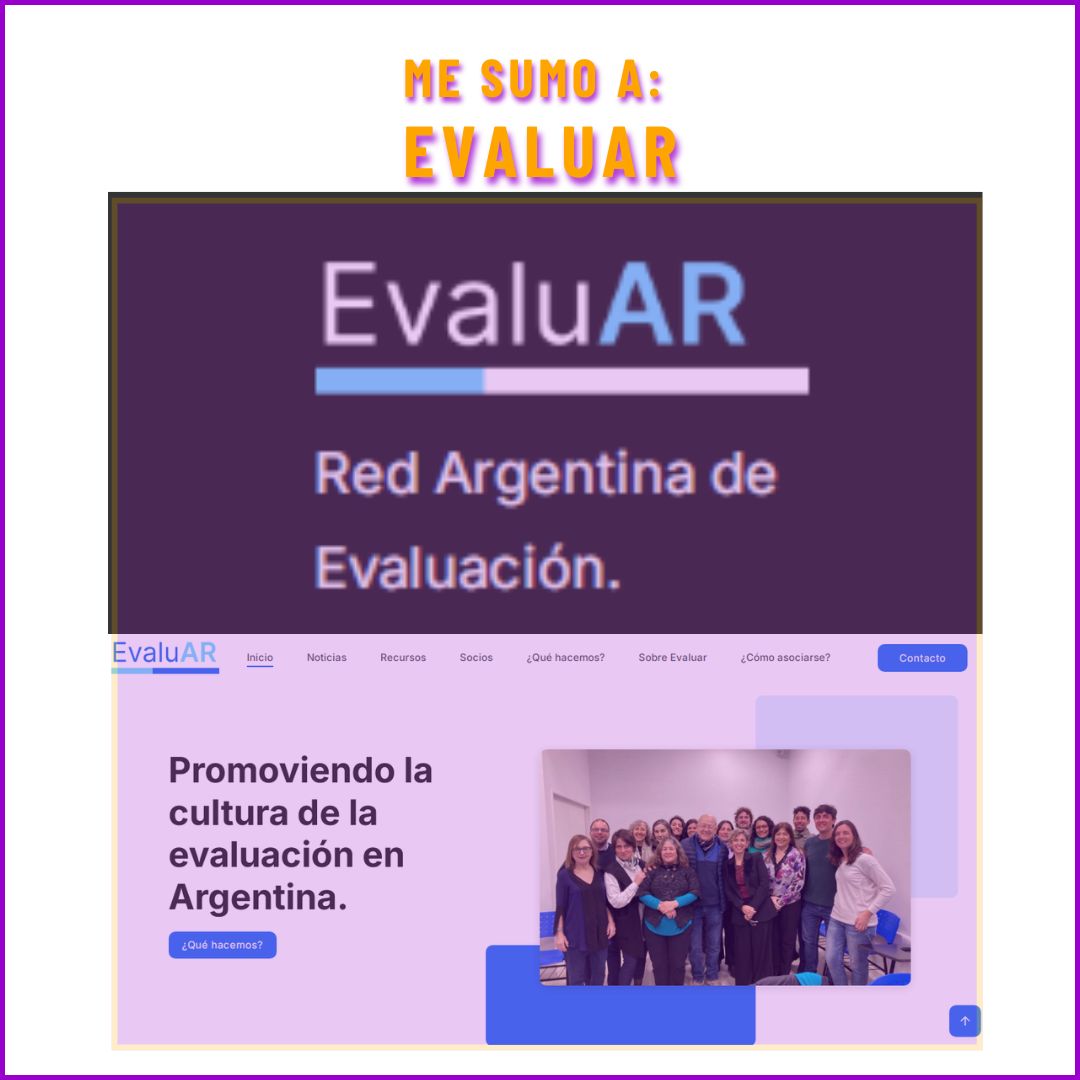 ME SUMO A:
EVALUAR
EvaluAR
Red Argentina de
Evaluación.
EvaluAR Inicio Noticias Recursos Socios ¿Qué hacemos? Sobre Evaluar ¿Cómo asociarse? Contacto
Promoviendo la
cultura de la
evaluación en
Argentina.
¿Qué hacemos?